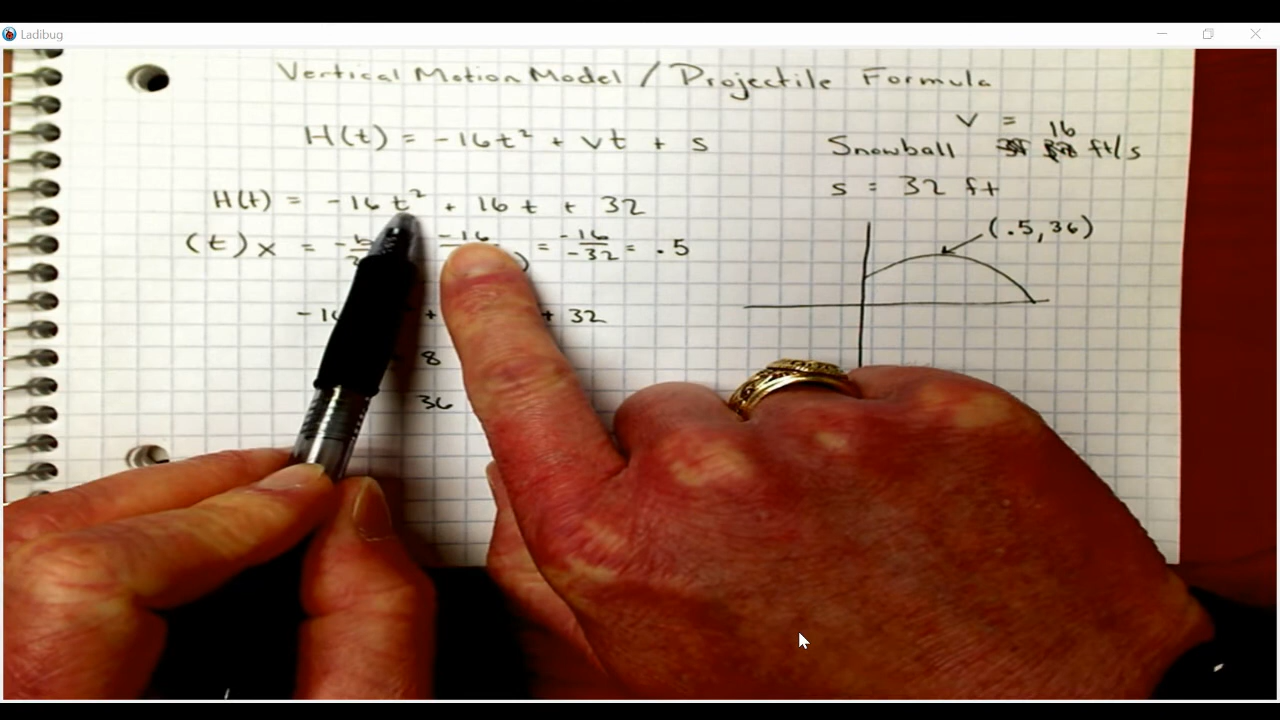 Ladibug
Vertical Motion Model / Projectile Formula
H(t) = -16t² + vt + s
v =
16
Snowball ft/s
s = 32 ft
H(t) = -16t² + 16t + 32
(t) x = -16 = -16/-32 = .5
(.5, 36)
+ 32
8
36